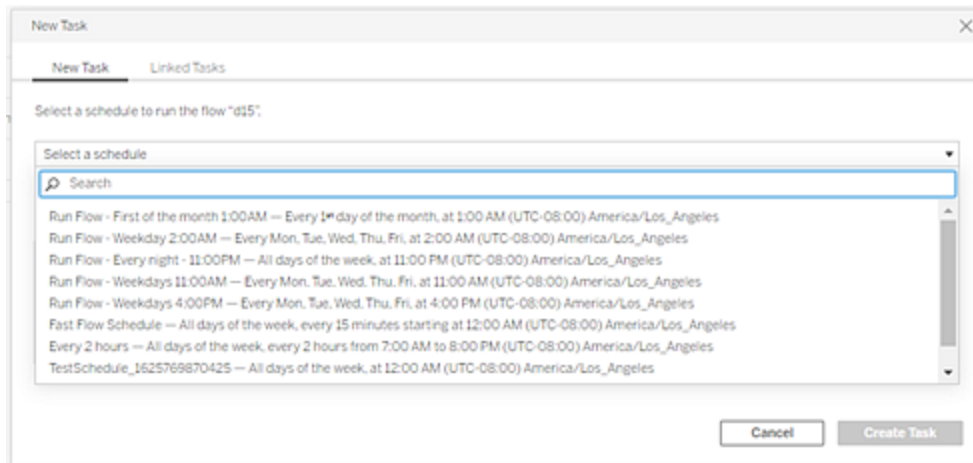 New Task
New Task Linked Tasks
Select a schedule to run the flow "d15".
Select a schedule
Search
Run Flow - First of the month 1:00AM — Every 1st day of the month, at 1:00 AM (UTC-08:00) America/Los_Angeles
Run Flow - Weekday 2:00AM — Every Mon, Tue, Wed, Thu, Fri, at 2:00 AM (UTC-08:00) America/Los_Angeles
Run Flow - Every night - 11:00PM — All days of the week, at 11:00 PM (UTC-08:00) America/Los_Angeles
Run Flow - Weekdays 11:00AM — Every Mon, Tue, Wed, Thu, Fri, at 11:00 AM (UTC-08:00) America/Los_Angeles
Run Flow - Weekdays 4:00PM — Every Mon, Tue, Wed, Thu, Fri, at 4:00 PM (UTC-08:00) America/Los_Angeles
Fast Flow Schedule — All days of the week, every 15 minutes starting at 12:00 AM (UTC-08:00) America/Los_Angeles
Every 2 hours — All days of the week, every 2 hours from 7:00 AM to 8:00 PM (UTC-08:00) America/Los_Angeles
TestSchedule_1625769870425 — All days of the week, at 12:00 AM (UTC-08:00) America/Los_Angeles
Cancel Create Task